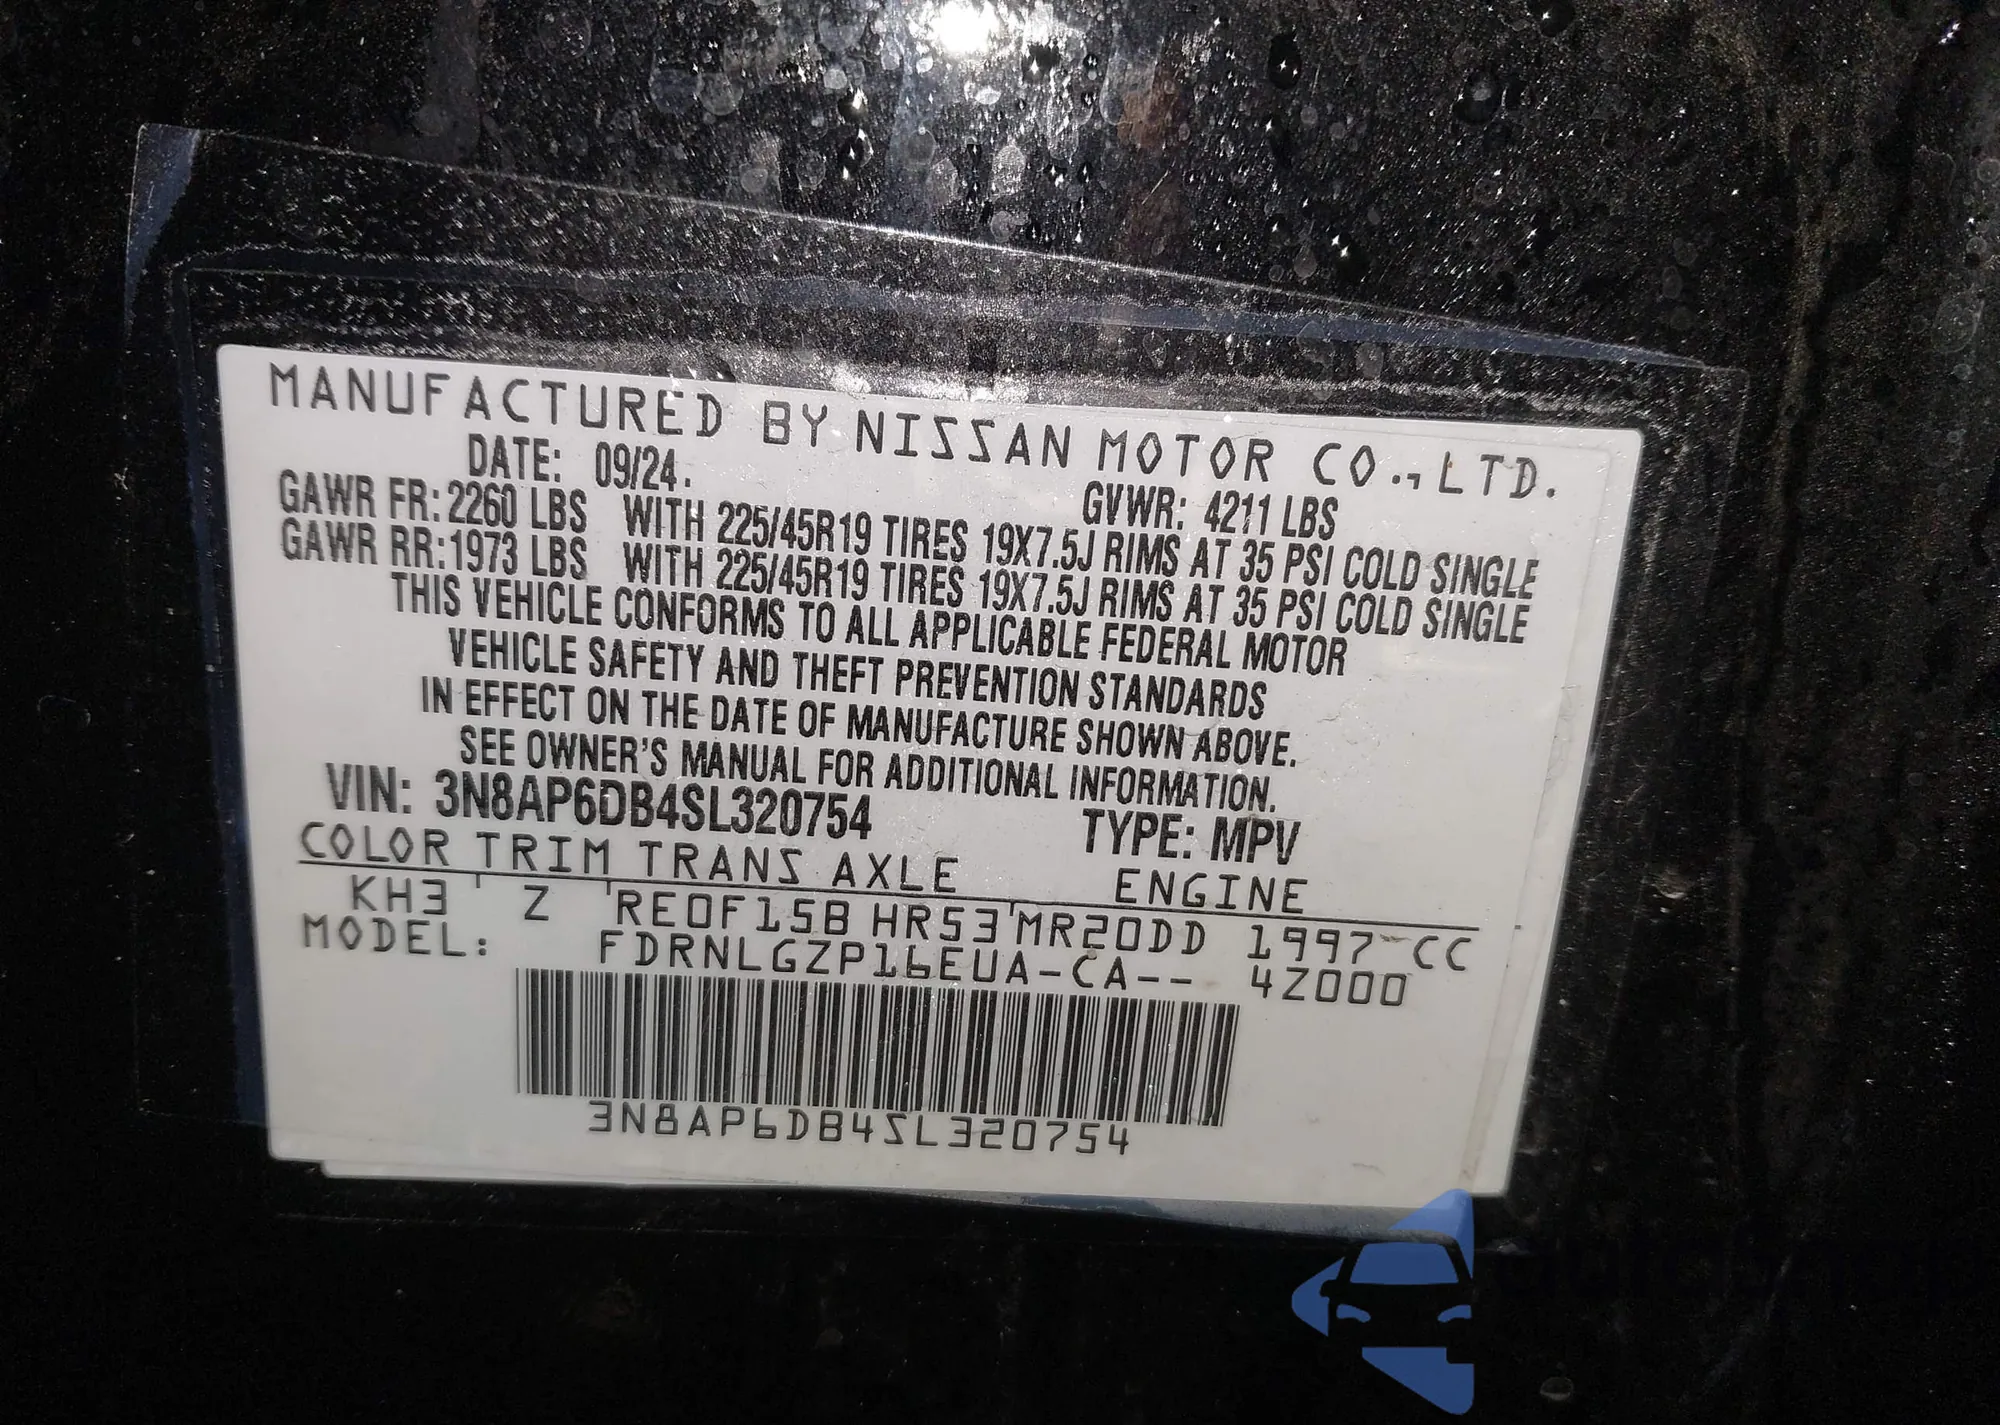 MANUFACTURED BY NISSAN MOTOR CO., LTD.
DATE: 09/24. GVWR: 4211 LBS
GAWR FR: 2260 LBS WITH 225/45R19 TIRES 19X7.5J RIMS AT 35 PSI COLD SINGLE
GAWR RR: 1973 LBS WITH 225/45R19 TIRES 19X7.5J RIMS AT 35 PSI COLD SINGLE
THIS VEHICLE CONFORMS TO ALL APPLICABLE FEDERAL MOTOR
VEHICLE SAFETY AND THEFT PREVENTION STANDARDS
IN EFFECT ON THE DATE OF MANUFACTURE SHOWN ABOVE.
SEE OWNER'S MANUAL FOR ADDITIONAL INFORMATION.
VIN: 3N8AP6DB4SL320754 TYPE: MPV
COLOR TRIM TRANS AXLE ENGINE
KH3 Z RE0F15B HR53 MR20DD 1997 CC
MODEL: FDRNLGZP16EUA-CA-- 4Z000
3N8AP6DB4SL320754